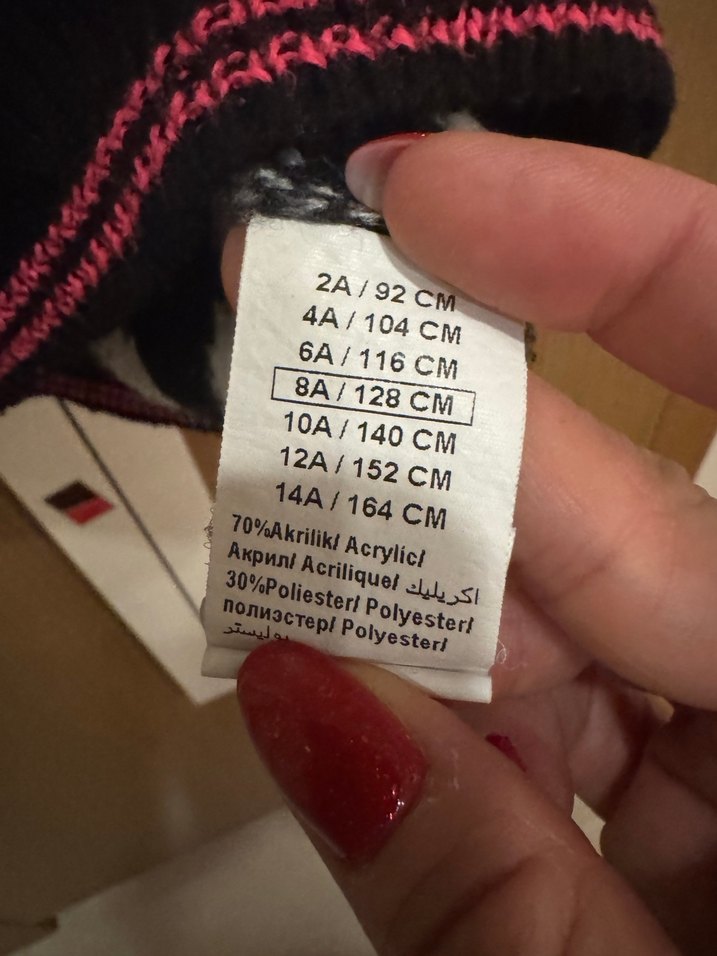 2A / 92 CM
4A / 104 CM
6A / 116 CM
8A / 128 CM
10A / 140 CM
12A / 152 CM
14A / 164 CM
70%Akrilik/ Acrylic/
Акрил/ Acrilique/ اكريليك
30%Poliester/ Polyester/
полиэстер/ Polyester/
بوليستر